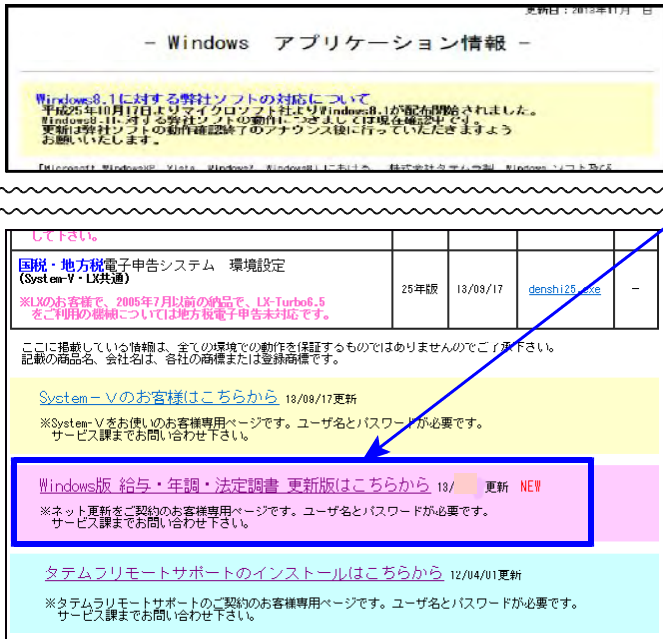 更新日：2013年11月 日
- Windows アプリケーション情報 -
Windows8.1に対する弊社ソフトの対応について
平成25年10月17日よりマイクロソフト社よりWindows8.1が配布開始されました。
Windows8.1に対する弊社ソフトの動作につきましては現在確認中です。
更新は弊社ソフトの動作確認終了のアナウンス後に行っていただきますよう
お願いいたします。
して下さい。
国税・地方税電子申告システム 環境設定
(System-V・LX共通)
25年版 13/09/17 denshi25.exe -
※LXのお客様で、2005年7月以前の納品で、LX-Turbo6.5
をご利用の機械については地方税電子申告未対応です。
ここに掲載している情報は、全ての環境での動作を保証するものではありませんのでご了承下さい。
記載の商品名、会社名は、各社の商標または登録商標です。
System-Vのお客様はこちらから 13/09/17更新
※System-Vをお使いのお客様専用ページです。ユーザ名とパスワードが必要です。
サービス課までお問い合わせ下さい。
Windows版 給与・年調・法定調書 更新版はこちらから 13/ 更新 NEW
※ネット更新をご契約のお客様専用ページです。ユーザ名とパスワードが必要です。
サービス課までお問い合わせ下さい。
タテムラリモートサポートのインストールはこちらから 12/04/01更新
※タテムラリモートサポートのご契約のお客様専用ページです。ユーザ名とパスワードが必要です。
サービス課までお問い合わせ下さい。